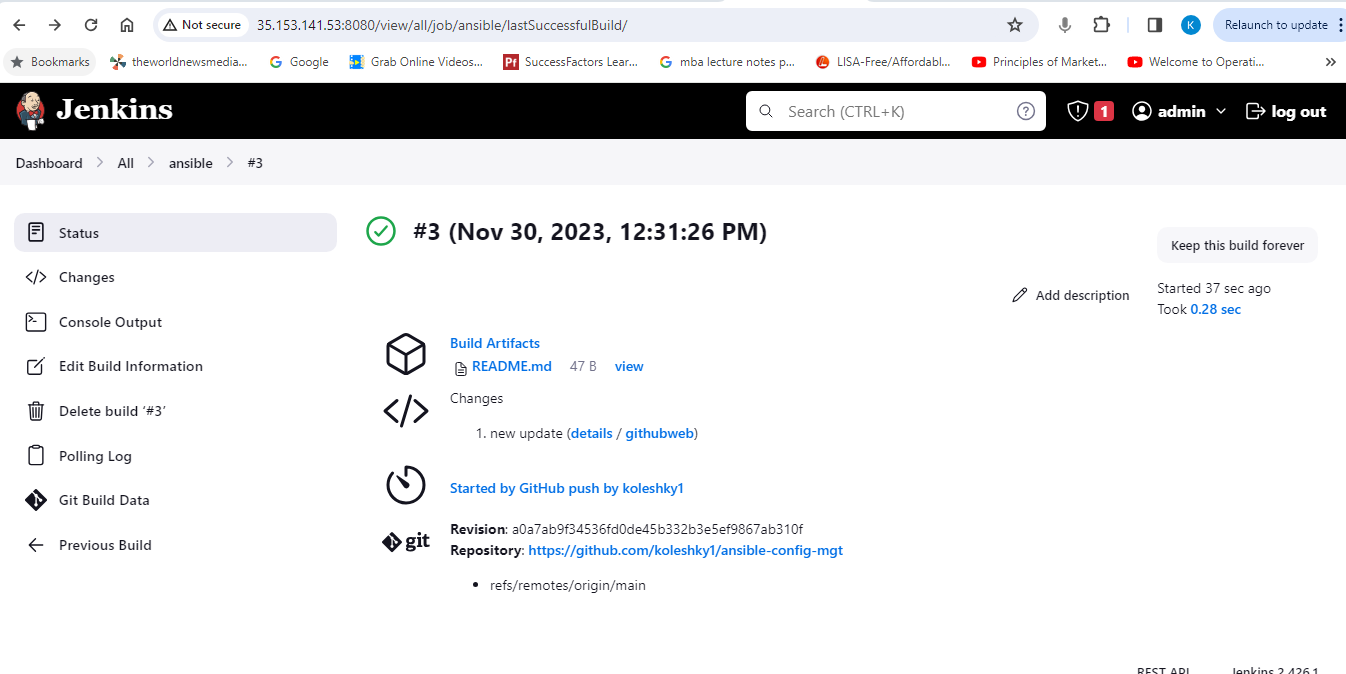 Not secure 35.153.141.53:8080/view/all/job/ansible/lastSuccessfulBuild/ K Relaunch to update
Bookmarks theworldnewsmedia... Google Grab Online Videos... Pf SuccessFactors Lear... mba lecture notes p... LISA-Free/Affordabl... Principles of Market... Welcome to Operati... »
Jenkins Search (CTRL+K) ? 1 admin log out
Dashboard All ansible #3
Status
Changes
Console Output
Edit Build Information
Delete build ‘#3’
Polling Log
Git Build Data
Previous Build
#3 (Nov 30, 2023, 12:31:26 PM)
Keep this build forever
Add description
Started 37 sec ago
Took 0.28 sec
Build Artifacts
README.md 47 B view
Changes
1. new update (details / githubweb)
Started by GitHub push by koleshky1
git
Revision: a0a7ab9f34536fd0de45b332b3e5ef9867ab310f
Repository: https://github.com/koleshky1/ansible-config-mgt
• refs/remotes/origin/main
REST API Jenkins 2.426.1